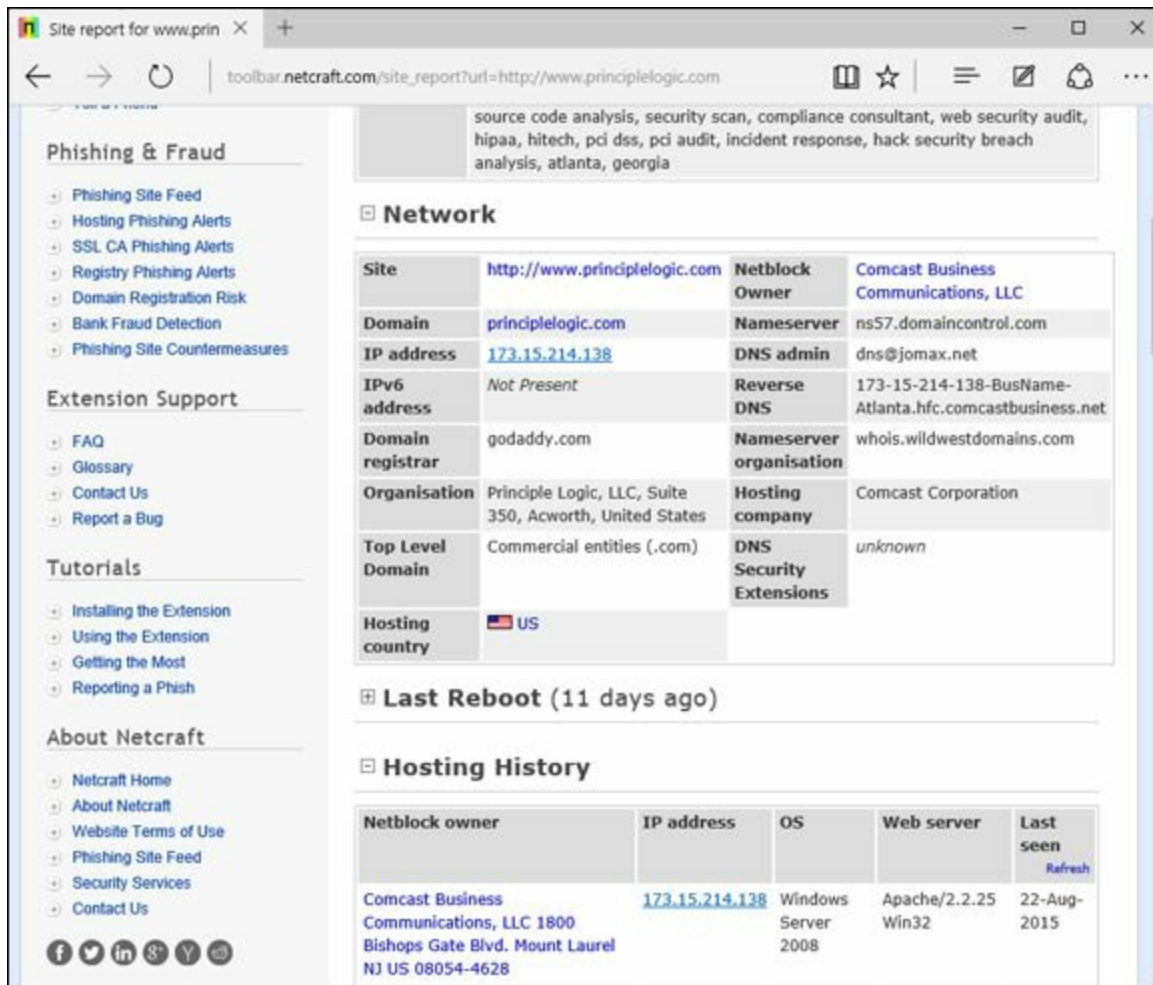 Site report for www.prin
toolbar.netcraft.com/site_report?url=http://www.principlelogic.com
source code analysis, security scan, compliance consultant, web security audit,
hipaa, hitech, pci dss, pci audit, incident response, hack security breach
analysis, atlanta, georgia
Phishing & Fraud
Phishing Site Feed
Hosting Phishing Alerts
SSL CA Phishing Alerts
Registry Phishing Alerts
Domain Registration Risk
Bank Fraud Detection
Phishing Site Countermeasures
Extension Support
FAQ
Glossary
Contact Us
Report a Bug
Tutorials
Installing the Extension
Using the Extension
Getting the Most
Reporting a Phish
About Netcraft
Netcraft Home
About Netcraft
Website Terms of Use
Phishing Site Feed
Security Services
Contact Us
Network
Site http://www.principlelogic.com Netblock Owner Comcast Business
Communications, LLC
Domain principlelogic.com Nameserver ns57.domaincontrol.com
IP address 173.15.214.138 DNS admin dns@jomax.net
IPv6 address Not Present Reverse DNS 173-15-214-138-BusName-
Atlanta.hfc.comcastbusiness.net
Domain registrar godaddy.com Nameserver organisation whois.wildwestdomains.com
Organisation Principle Logic, LLC, Suite
350, Acworth, United States Hosting company Comcast Corporation
Top Level Domain Commercial entities (.com) DNS Security Extensions unknown
Hosting country US
Last Reboot (11 days ago)
Hosting History
Netblock owner IP address OS Web server Last seen Refresh
Comcast Business
Communications, LLC 1800
Bishops Gate Blvd. Mount Laurel
NJ US 08054-4628 173.15.214.138 Windows Server 2008 Apache/2.2.25 Win32 22-Aug-2015